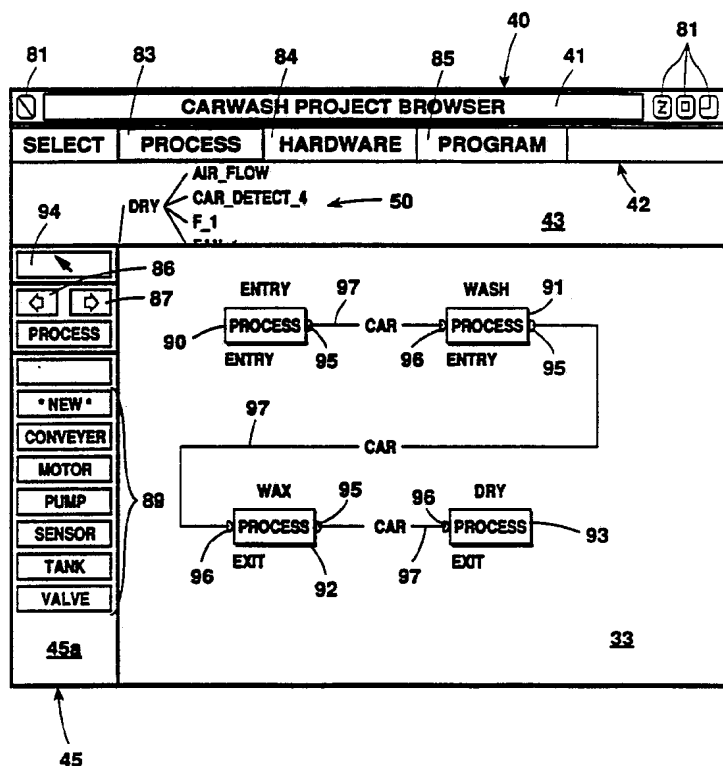 81 83 84 85 40 41 81
CARWASH PROJECT BROWSER Z
SELECT PROCESS HARDWARE PROGRAM
42
AIR_FLOW
DRY CAR_DETECT_4 50
F_1
43
94
86
87
PROCESS
*NEW*
CONVEYER
MOTOR
PUMP
SENSOR
TANK
VALVE
89
45a
45
ENTRY 97 WASH 91
90 PROCESS CAR PROCESS
95 96 95
ENTRY ENTRY
97
CAR
WAX 95 96 DRY
PROCESS CAR PROCESS 93
96 97
EXIT 92 EXIT
33